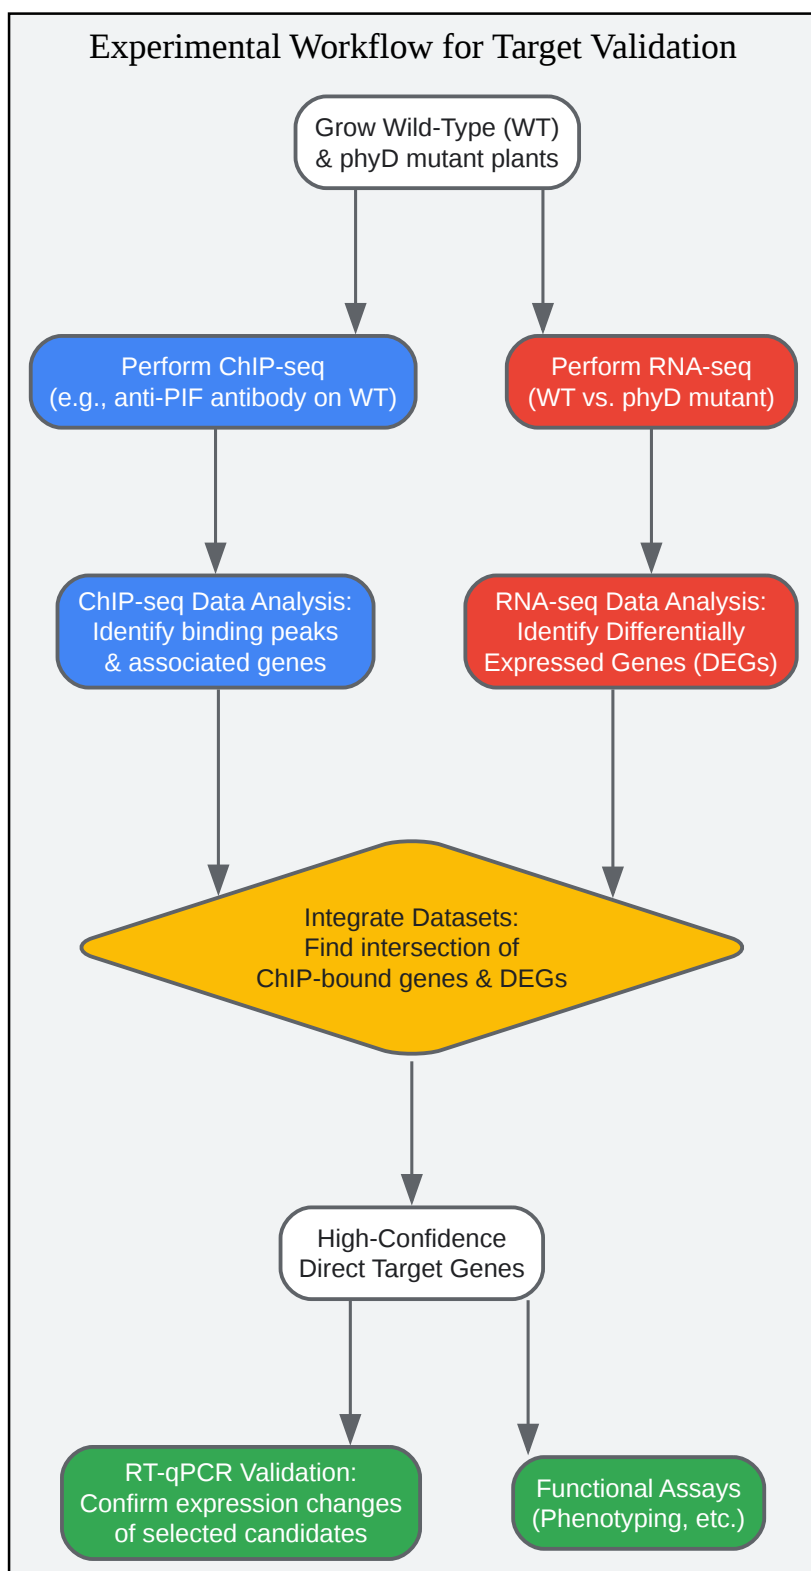 Experimental Workflow for Target Validation
Grow Wild-Type (WT)
& phyD mutant plants
Perform ChIP-seq
(e.g., anti-PIF antibody on WT)
Perform RNA-seq
(WT vs. phyD mutant)
ChIP-seq Data Analysis:
Identify binding peaks
& associated genes
RNA-seq Data Analysis:
Identify Differentially
Expressed Genes (DEGs)
Integrate Datasets:
Find intersection of
ChIP-bound genes & DEGs
High-Confidence
Direct Target Genes
RT-qPCR Validation:
Confirm expression changes
of selected candidates
Functional Assays
(Phenotyping, etc.)